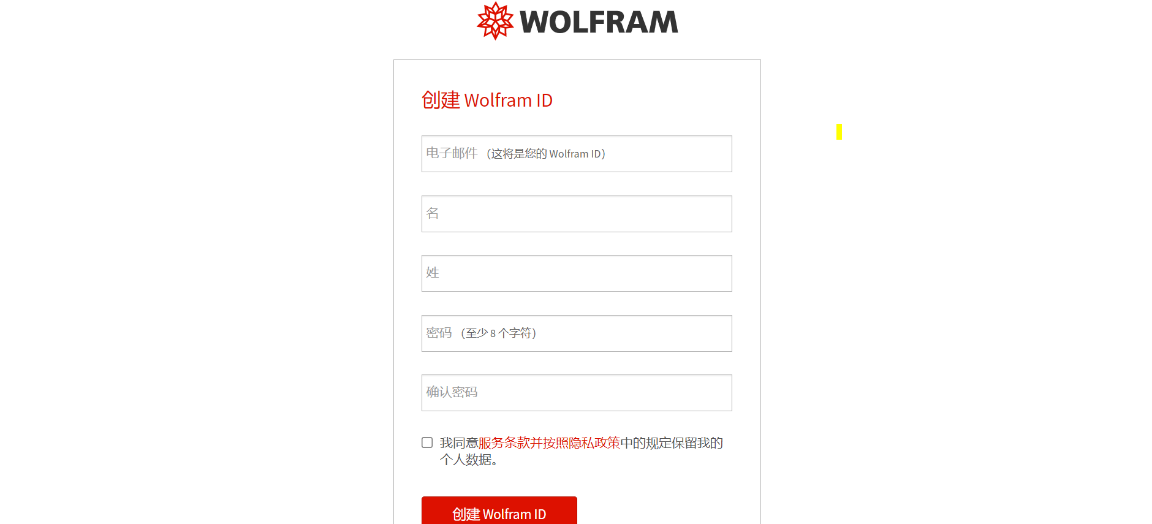 WOLFRAM
创建 Wolfram ID
电子邮件 （这将是您的 Wolfram ID）
名
姓
密码 （至少 8 个字符）
确认密码
我同意服务条款并按照隐私政策中的规定保留我的
个人数据。
创建 Wolfram ID